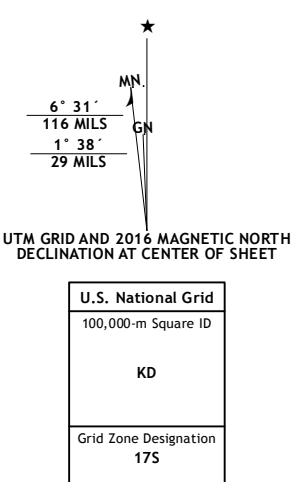 MN.
6° 31´
116 MILS
GN
1° 38´
29 MILS
UTM GRID AND 2016 MAGNETIC NORTH
DECLINATION AT CENTER OF SHEET
U.S. National Grid
100,000-m Square ID
KD
Grid Zone Designation
17S